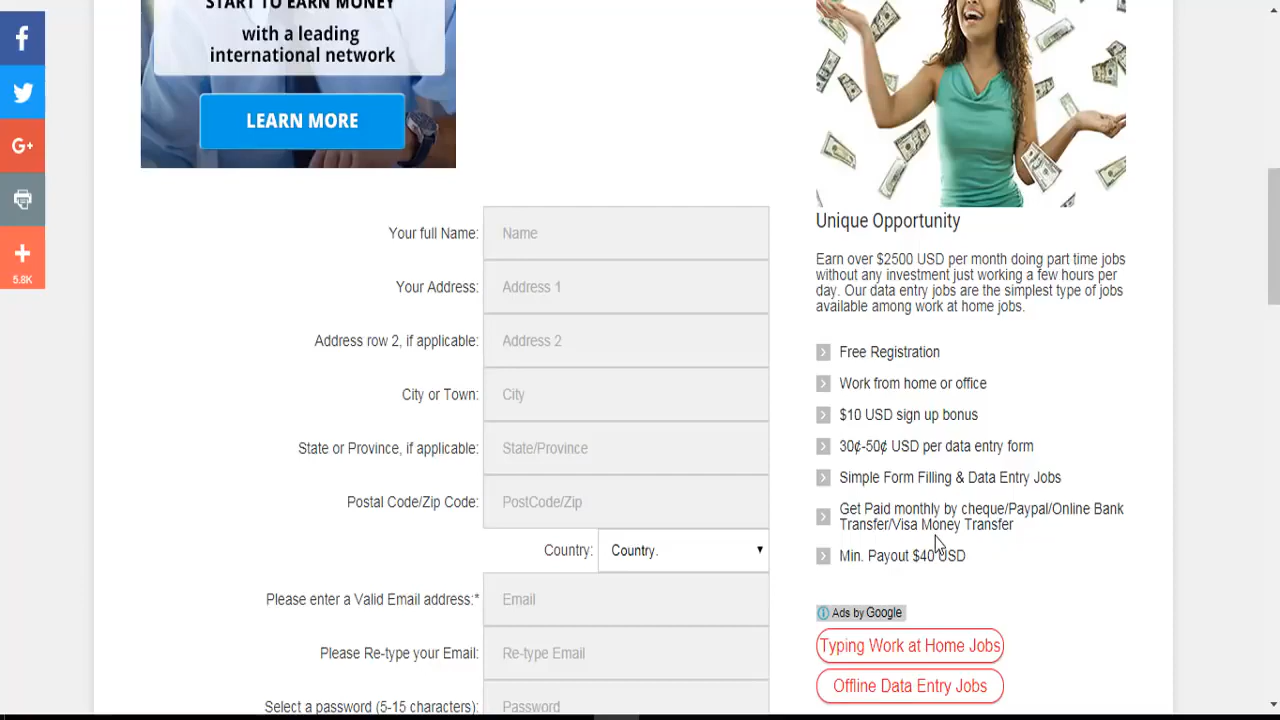 START TO EARN MONEY
with a leading
international network
LEARN MORE
5.8K
Your full Name:
Name
Your Address:
Address 1
Address row 2, if applicable:
Address 2
City or Town:
City
State or Province, if applicable:
State/Province
Postal Code/Zip Code:
PostCode/Zip
Country:
Country.
Please enter a Valid Email address:*
Email
Please Re-type your Email:
Re-type Email
Select a password (5-15 characters):
Password
Unique Opportunity
Earn over $2500 USD per month doing part time jobs
without any investment just working a few hours per
day. Our data entry jobs are the simplest type of jobs
available among work at home jobs.
Free Registration
Work from home or office
$10 USD sign up bonus
30¢-50¢ USD per data entry form
Simple Form Filling & Data Entry Jobs
Get Paid monthly by cheque/Paypal/Online Bank
Transfer/Visa Money Transfer
Min. Payout $40 USD
Ads by Google
Typing Work at Home Jobs
Offline Data Entry Jobs